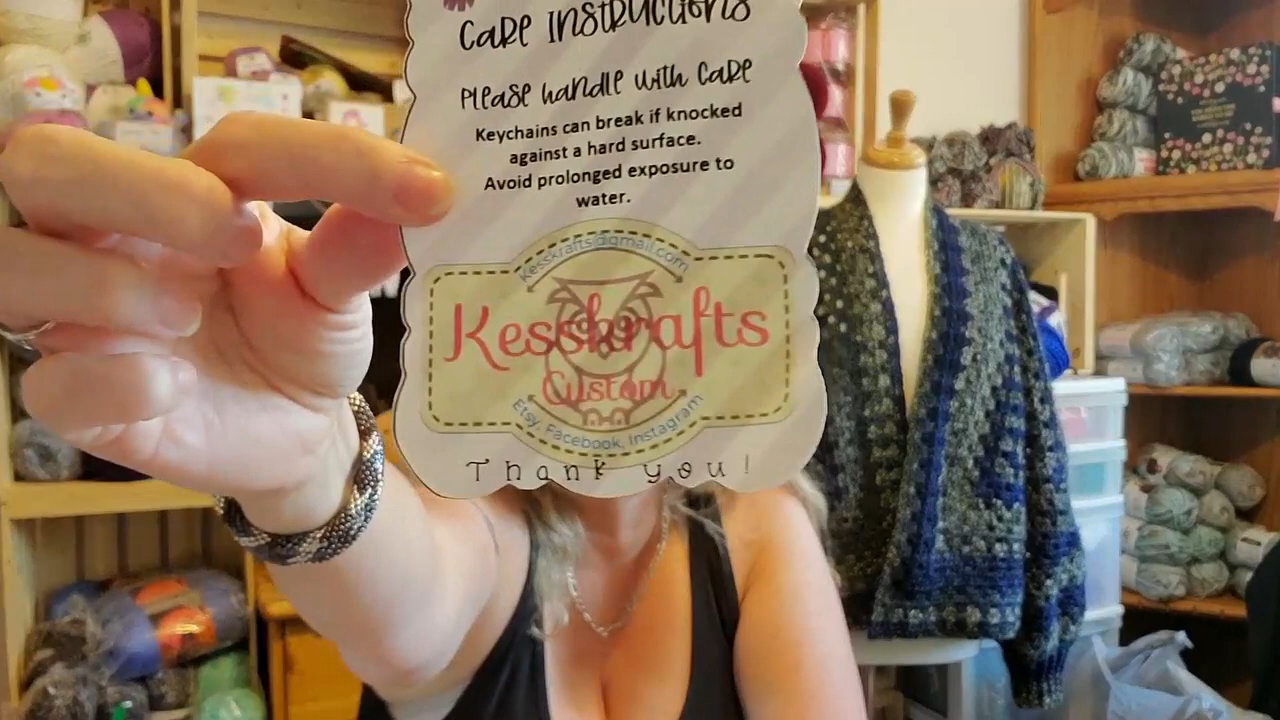 Care Instructions
Please handle with Care
Keychains can break if knocked
against a hard surface.
Avoid prolonged exposure to
water.
Kesskrafts@gmail.com
Kesskrafts
Custom
Etsy, Facebook, Instagram
Thank you!